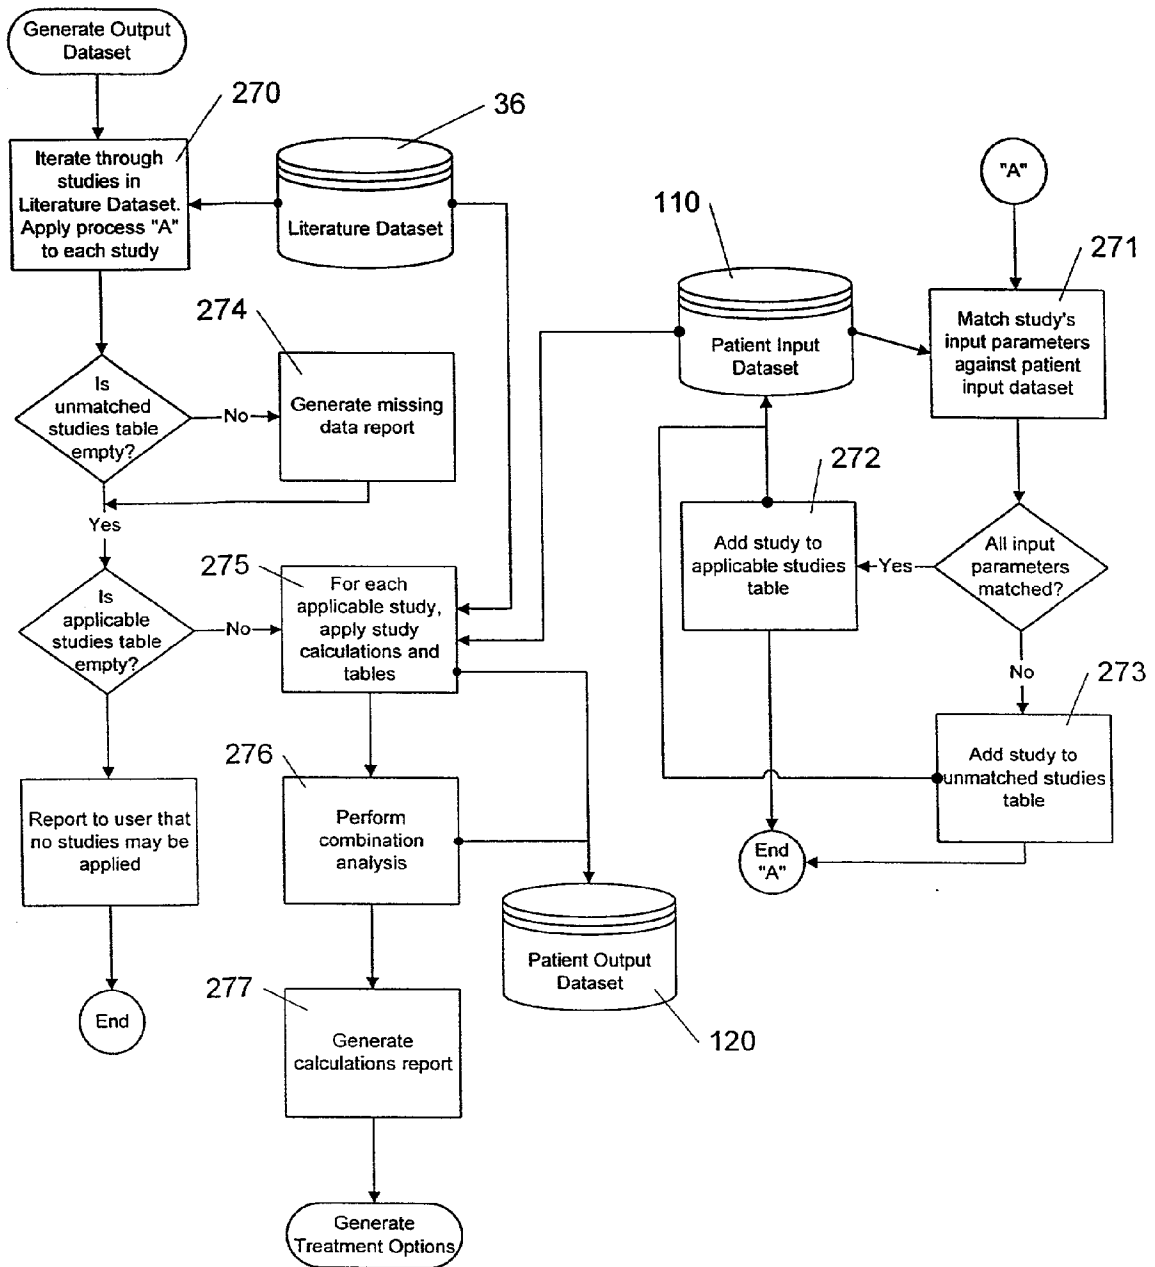 Generate Output
Dataset
270
Iterate through
studies in
Literature Dataset.
Apply process "A"
to each study
36
Literature Dataset
Is
unmatched
studies table
empty?
No
274
Generate missing
data report
Yes
Is
applicable
studies table
empty?
No
275
For each
applicable study,
apply study
calculations and
tables
Report to user that
no studies may be
applied
End
276
Perform
combination
analysis
277
Generate
calculations report
Generate
Treatment Options
Patient Output
Dataset
120
110
Patient Input
Dataset
"A"
271
Match study's
input parameters
against patient
input dataset
All input
parameters
matched?
Yes
272
Add study to
applicable studies
table
No
273
Add study to
unmatched studies
table
End
"A"